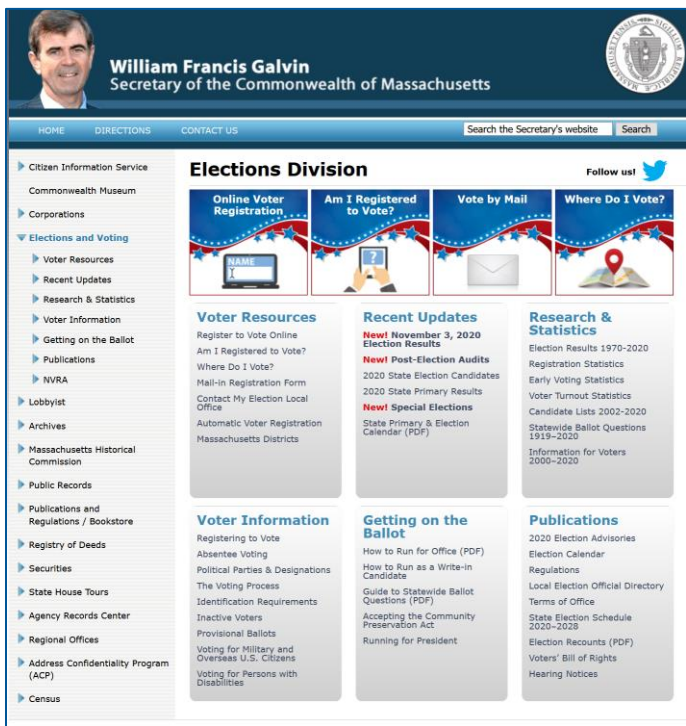 William Francis Galvin
Secretary of the Commonwealth of Massachusetts
HOME
DIRECTIONS
CONTACT US
Search the Secretary's website
Search
Citizen Information Service
Commonwealth Museum
Corporations
Elections and Voting
Voter Resources
Recent Updates
Research & Statistics
Voter Information
Getting on the Ballot
Publications
NVRA
Lobbyist
Archives
Massachusetts Historical
Commission
Public Records
Publications and
Regulations / Bookstore
Registry of Deeds
Securities
State House Tours
Agency Records Center
Regional Offices
Address Confidentiality Program
(ACP)
Census
Elections Division
Follow us!
Online Voter
Registration
NAME
Am I Registered
to Vote?
?
Vote by Mail
Where Do I Vote?
Voter Resources
Register to Vote Online
Am I Registered to Vote?
Where Do I Vote?
Mail-in Registration Form
Contact My Election Local
Office
Automatic Voter Registration
Massachusetts Districts
Recent Updates
New! November 3, 2020
Election Results
New! Post-Election Audits
2020 State Election Candidates
2020 State Primary Results
New! Special Elections
State Primary & Election
Calendar (PDF)
Research &
Statistics
Election Results 1970-2020
Registration Statistics
Early Voting Statistics
Voter Turnout Statistics
Candidate Lists 2002-2020
Statewide Ballot Questions
1919–2020
Information for Voters
2000–2020
Voter Information
Registering to Vote
Absentee Voting
Political Parties & Designations
The Voting Process
Identification Requirements
Inactive Voters
Provisional Ballots
Voting for Military and
Overseas U.S. Citizens
Voting for Persons with
Disabilities
Getting on the
Ballot
How to Run for Office (PDF)
How to Run as a Write-in
Candidate
Guide to Statewide Ballot
Questions (PDF)
Accepting the Community
Preservation Act
Running for President
Publications
2020 Election Advisories
Election Calendar
Regulations
Local Election Official Directory
Terms of Office
State Election Schedule
2020–2028
Election Recounts (PDF)
Voters' Bill of Rights
Hearing Notices